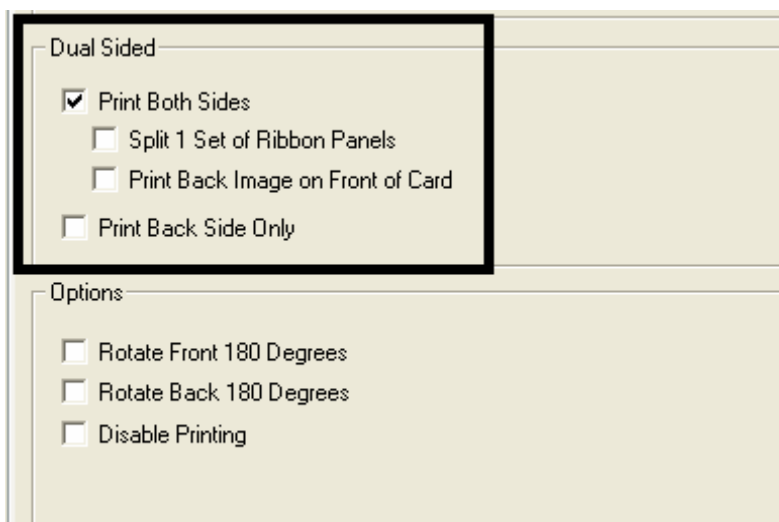 Dual Sided
Print Both Sides
Split 1 Set of Ribbon Panels
Print Back Image on Front of Card
Print Back Side Only
Options
Rotate Front 180 Degrees
Rotate Back 180 Degrees
Disable Printing